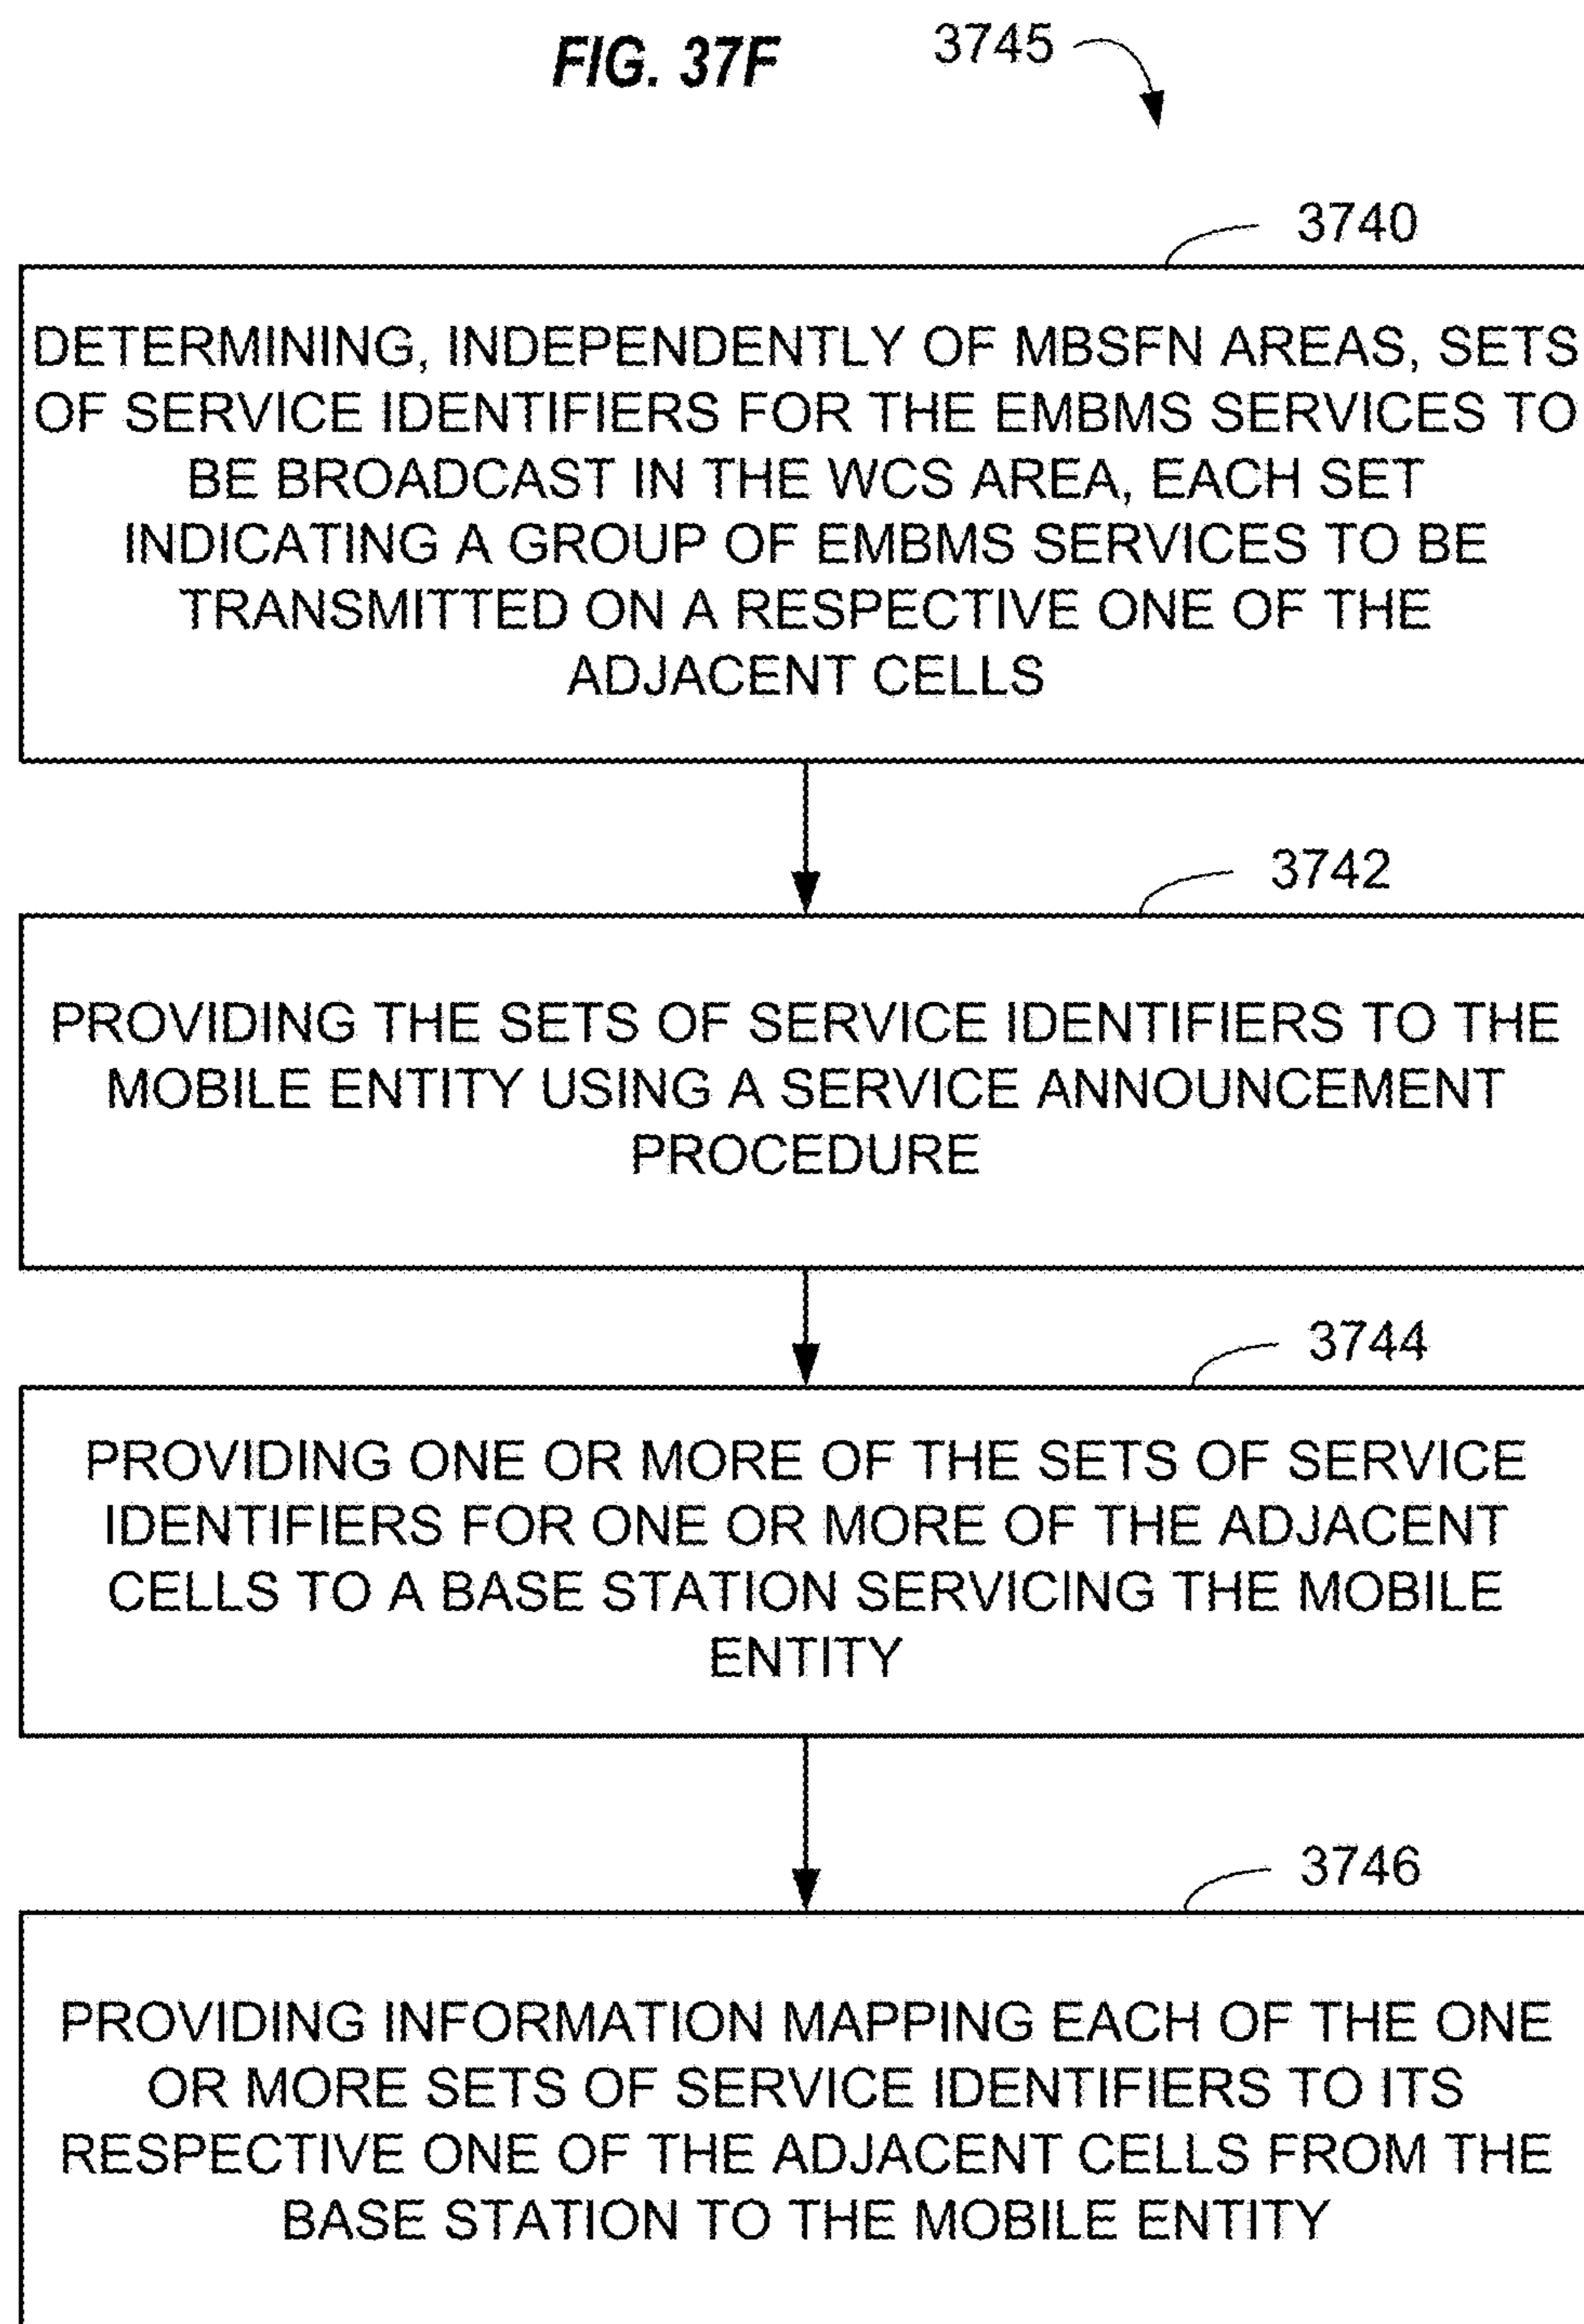 FIG. 37F
3745
3740
DETERMINING, INDEPENDENTLY OF MBSFN AREAS, SETS
OF SERVICE IDENTIFIERS FOR THE EMBMS SERVICES TO
BE BROADCAST IN THE WCS AREA, EACH SET
INDICATING A GROUP OF EMBMS SERVICES TO BE
TRANSMITTED ON A RESPECTIVE ONE OF THE
ADJACENT CELLS
3742
PROVIDING THE SETS OF SERVICE IDENTIFIERS TO THE
MOBILE ENTITY USING A SERVICE ANNOUNCEMENT
PROCEDURE
3744
PROVIDING ONE OR MORE OF THE SETS OF SERVICE
IDENTIFIERS FOR ONE OR MORE OF THE ADJACENT
CELLS TO A BASE STATION SERVICING THE MOBILE
ENTITY
3746
PROVIDING INFORMATION MAPPING EACH OF THE ONE
OR MORE SETS OF SERVICE IDENTIFIERS TO ITS
RESPECTIVE ONE OF THE ADJACENT CELLS FROM THE
BASE STATION TO THE MOBILE ENTITY